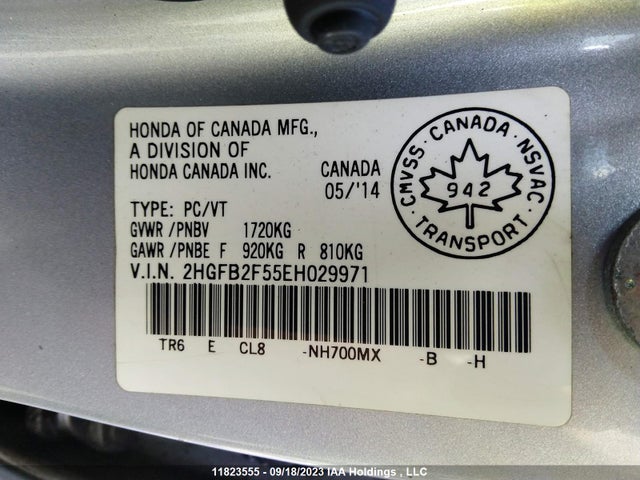 HONDA OF CANADA MFG.,
A DIVISION OF
HONDA CANADA INC.
CANADA
05/'14
TYPE: PC/VT
GVWR /PNBV 1720KG
GAWR /PNBE F 920KG R 810KG
V.I.N. 2HGFB2F55EH029971
TR6 E CL8 -NH700MX -B -H
CMVSS · CANADA · NSVAC ·
942
TRANSPORT
11823555 - 09/18/2023 IAA Holdings , LLC